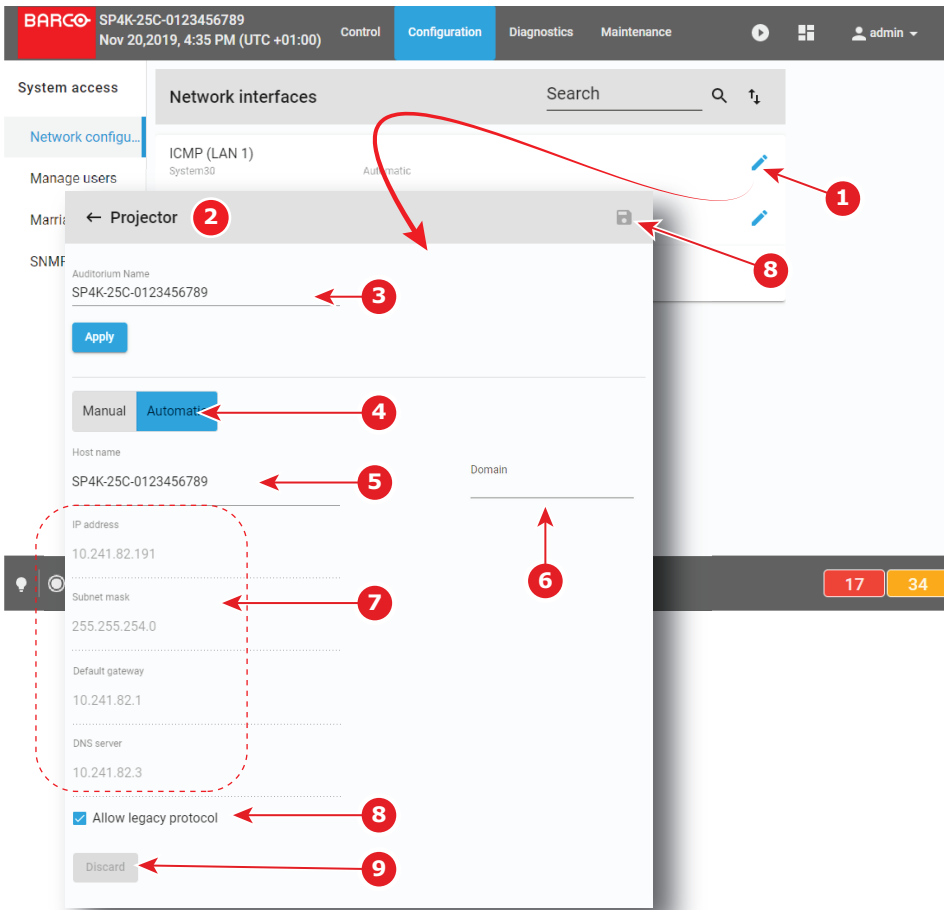 BARCO
SP4K-25C-0123456789
Nov 20,2019, 4:35 PM (UTC +01:00)
Control
Configuration
Diagnostics
Maintenance
admin
System access
Network configu...
Manage users
SNMP
Network interfaces
Search
ICMP (LAN 1)
System30
Automatic
1
← Projector
2
8
Auditorium Name
SP4K-25C-0123456789
3
Apply
Manual
Automatic
4
Host name
SP4K-25C-0123456789
5
Domain
6
IP address
10.241.82.191
Subnet mask
255.255.254.0
7
Default gateway
10.241.82.1
DNS server
10.241.82.3
Allow legacy protocol
8
Discard
9
17
34